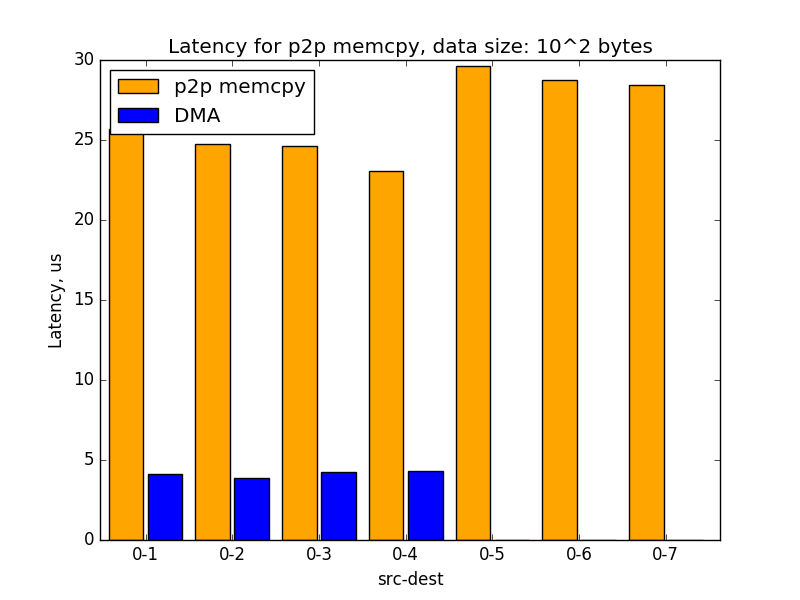 Latency for p2p memcpy, data size: 10^2 bytes
30
25
20
15
10
5
0
Latency, us
p2p memcpy
DMA
0-1 0-2 0-3 0-4 0-5 0-6 0-7
src-dest